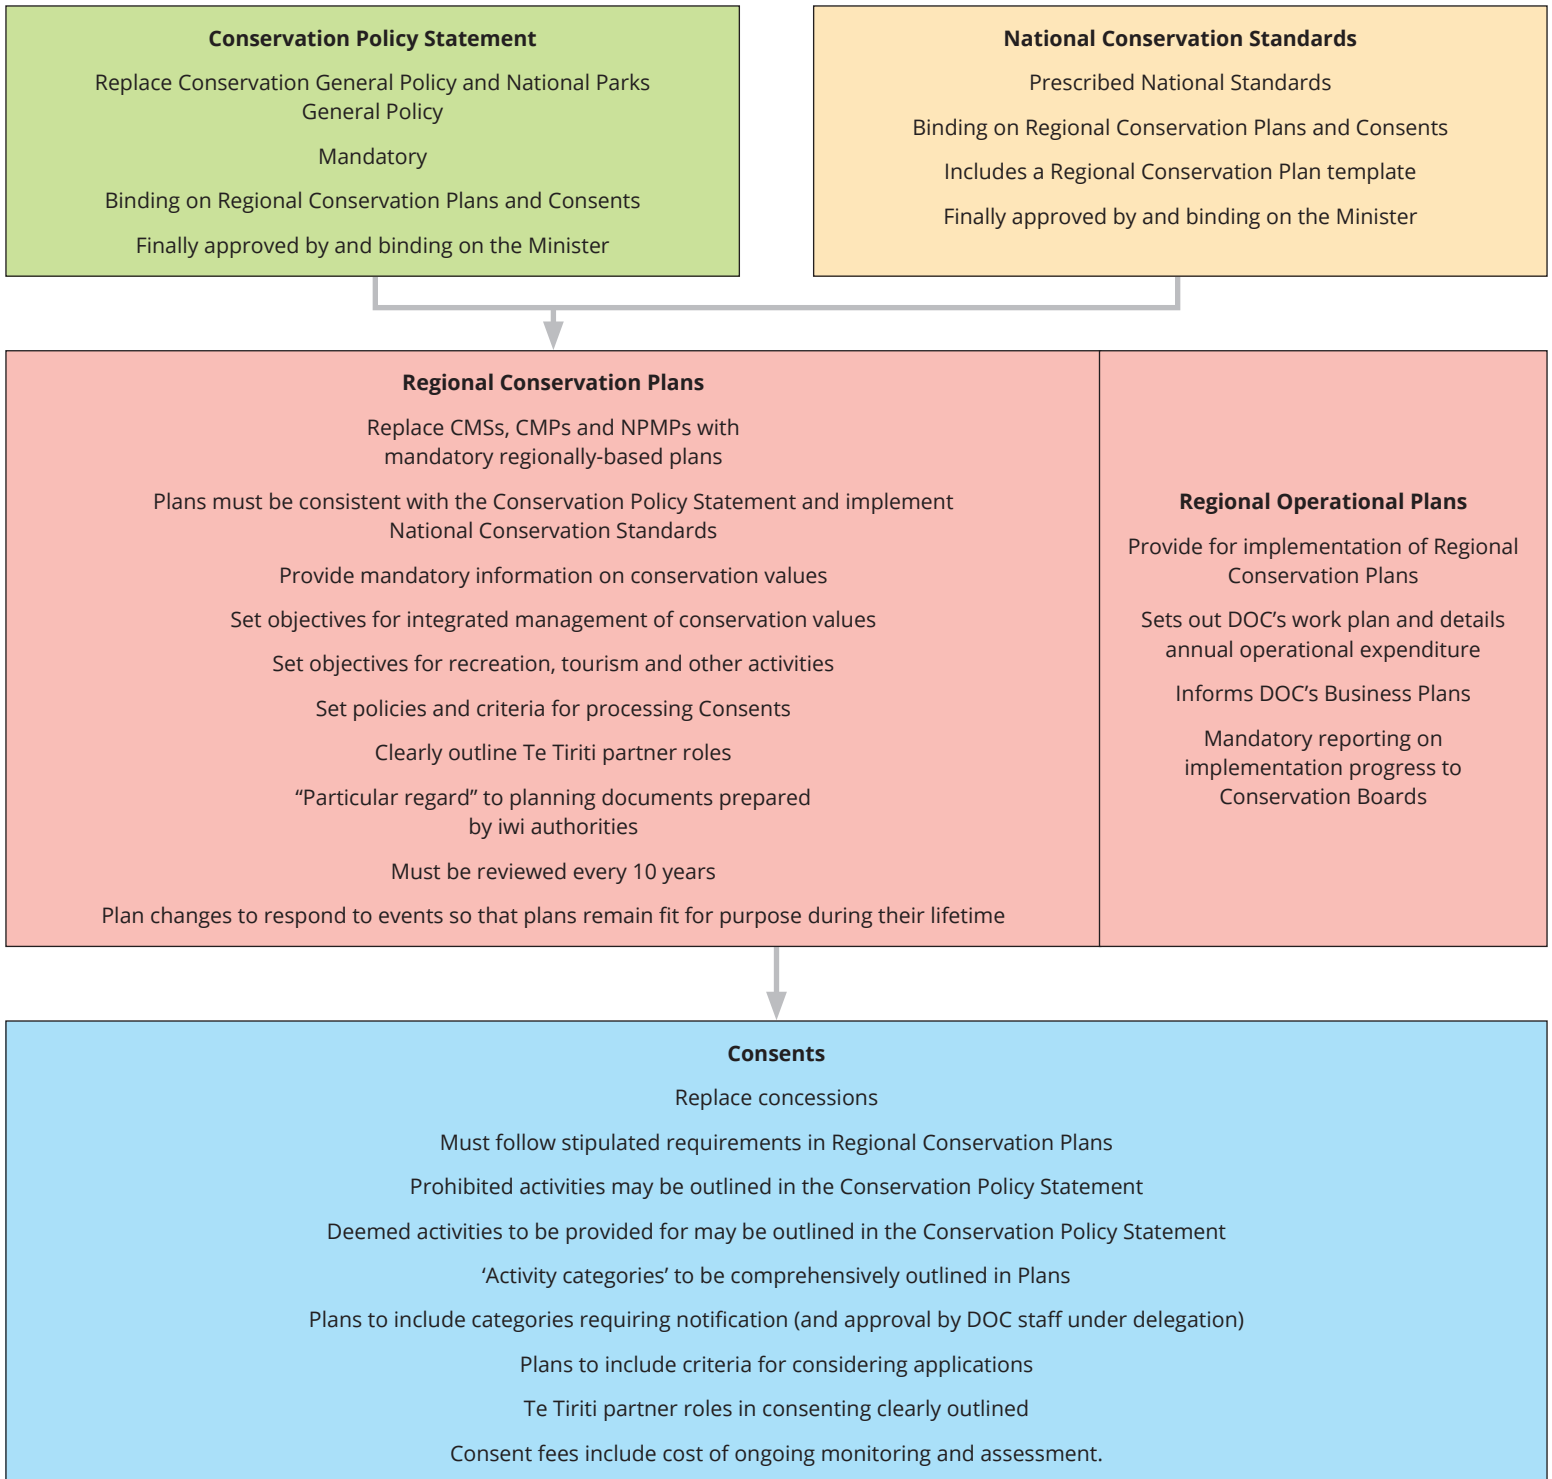 Conservation Policy Statement
Replace Conservation General Policy and National Parks
General Policy
Mandatory
Binding on Regional Conservation Plans and Consents
Finally approved by and binding on the Minister
National Conservation Standards
Prescribed National Standards
Binding on Regional Conservation Plans and Consents
Includes a Regional Conservation Plan template
Finally approved by and binding on the Minister
Regional Conservation Plans
Replace CMSs, CMPs and NPMPs with
mandatory regionally-based plans
Plans must be consistent with the Conservation Policy Statement and implement
National Conservation Standards
Provide mandatory information on conservation values
Set objectives for integrated management of conservation values
Set objectives for recreation, tourism and other activities
Set policies and criteria for processing Consents
Clearly outline Te Tiriti partner roles
“Particular regard” to planning documents prepared
by iwi authorities
Must be reviewed every 10 years
Plan changes to respond to events so that plans remain fit for purpose during their lifetime
Regional Operational Plans
Provide for implementation of Regional
Conservation Plans
Sets out DOC’s work plan and details
annual operational expenditure
Informs DOC’s Business Plans
Mandatory reporting on
implementation progress to
Conservation Boards
Consents
Replace concessions
Must follow stipulated requirements in Regional Conservation Plans
Prohibited activities may be outlined in the Conservation Policy Statement
Deemed activities to be provided for may be outlined in the Conservation Policy Statement
‘Activity categories’ to be comprehensively outlined in Plans
Plans to include categories requiring notification (and approval by DOC staff under delegation)
Plans to include criteria for considering applications
Te Tiriti partner roles in consenting clearly outlined
Consent fees include cost of ongoing monitoring and assessment.